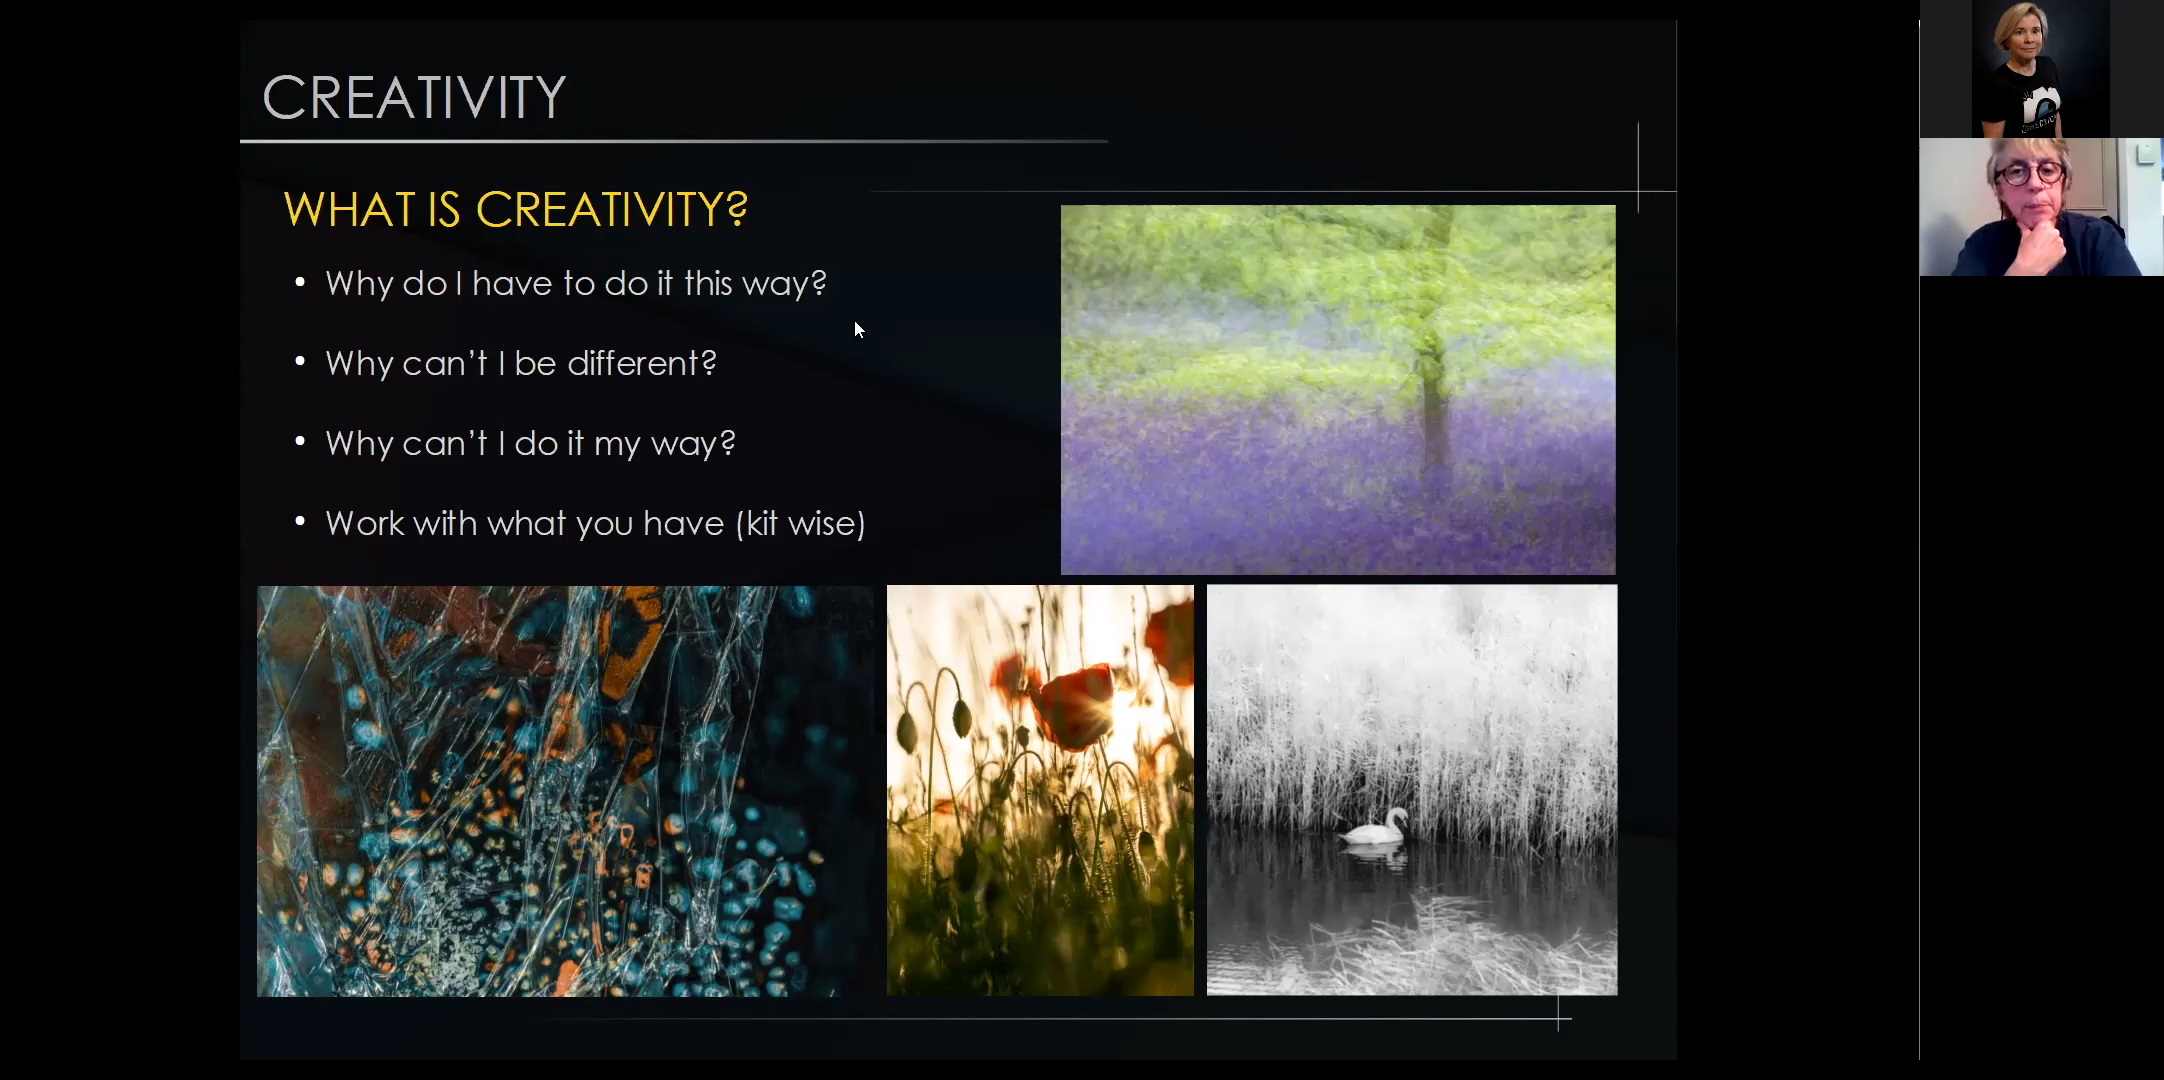 CREATIVITY
WHAT IS CREATIVITY?
• Why do I have to do it this way?
• Why can’t I be different?
• Why can’t I do it my way?
• Work with what you have (kit wise)